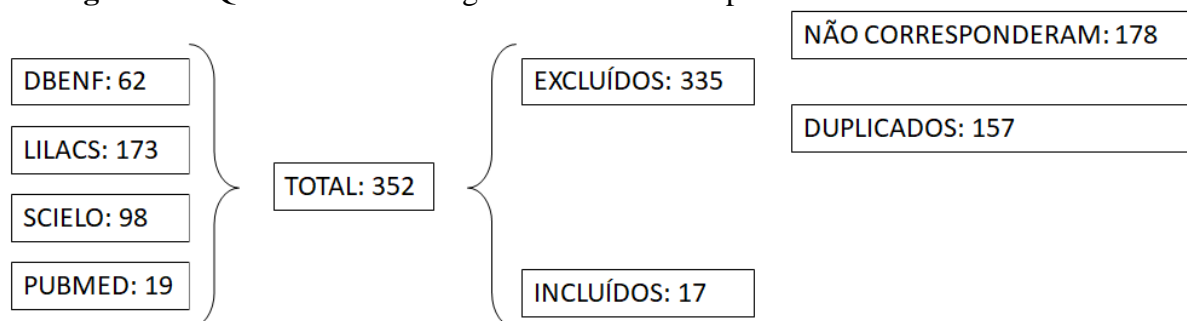 DBENF: 62
LILACS: 173
SCIELO: 98
PUBMED: 19
TOTAL: 352
EXCLUÍDOS: 335
INCLUÍDOS: 17
NÃO CORRESPONDERAM: 178
DUPLICADOS: 157